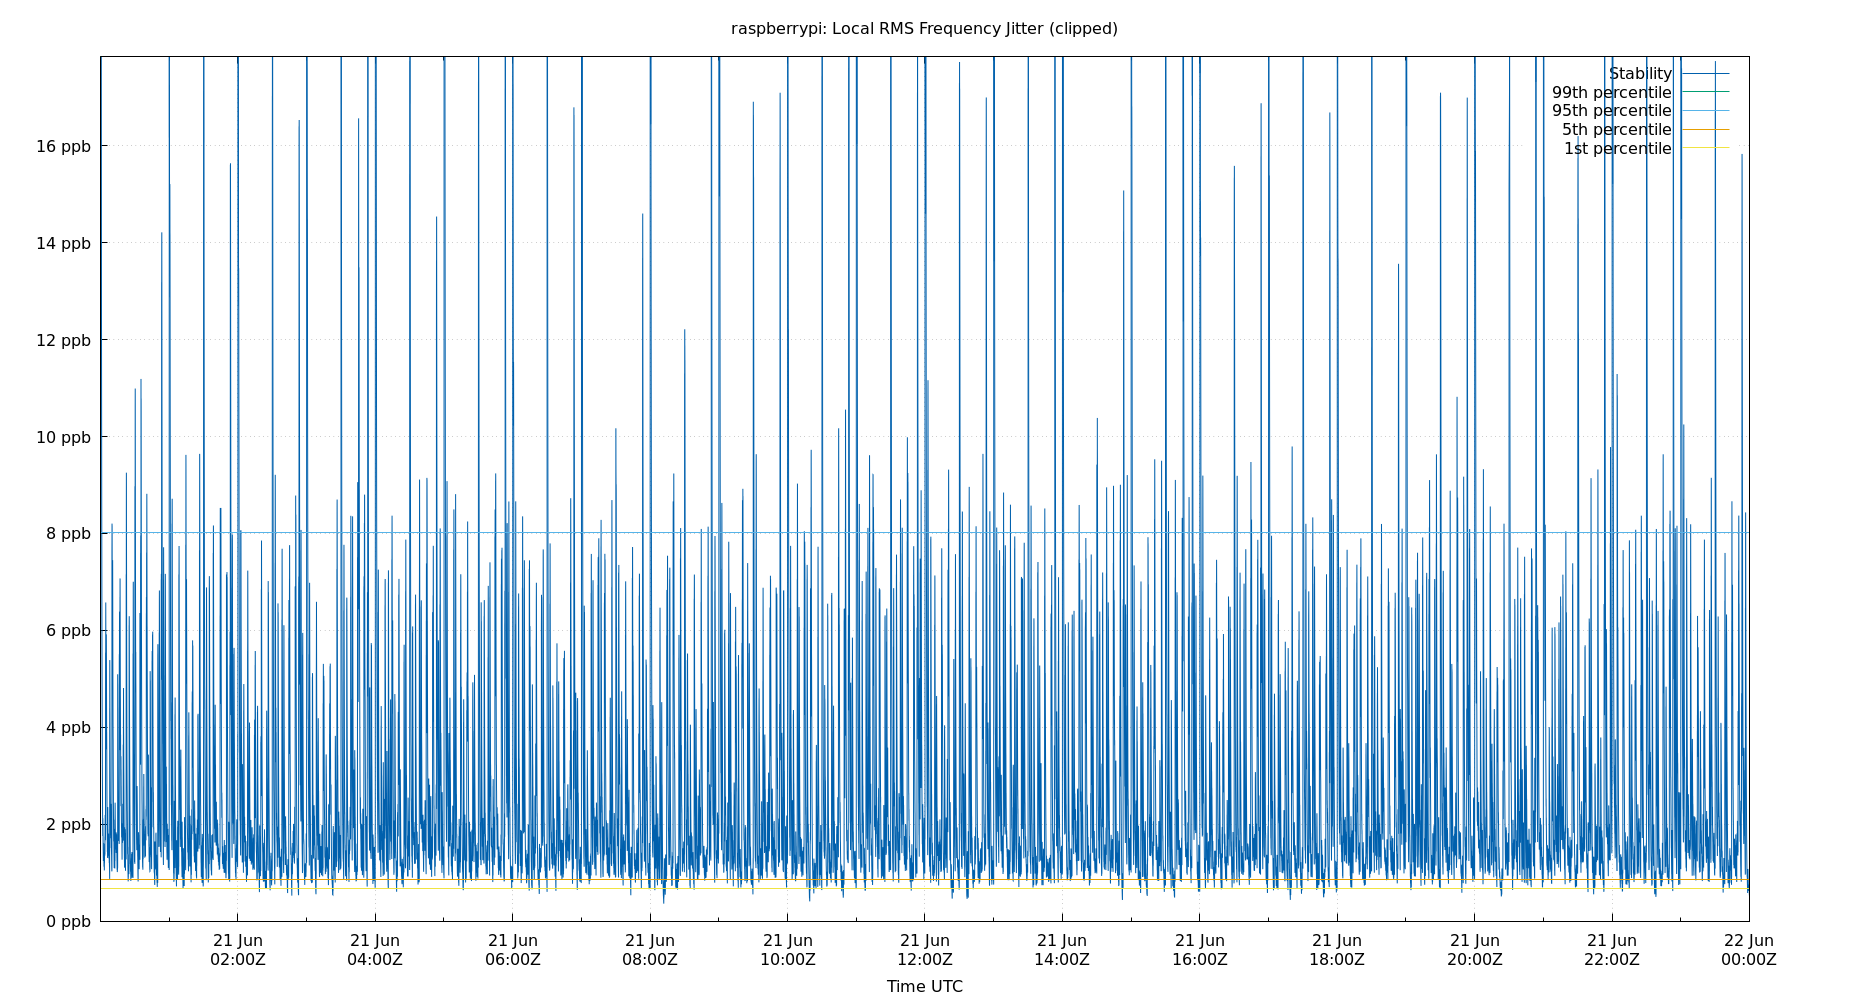 raspberrypi: Local RMS Frequency Jitter (clipped)
Stability
99th percentile
95th percentile
5th percentile
1st percentile
16 ppb
14 ppb
12 ppb
10 ppb
8 ppb
6 ppb
4 ppb
2 ppb
0 ppb
21 Jun 21 Jun 21 Jun 21 Jun 21 Jun 21 Jun 21 Jun 21 Jun 21 Jun 21 Jun 21 Jun 22 Jun
02:00Z 04:00Z 06:00Z 08:00Z 10:00Z 12:00Z 14:00Z 16:00Z 18:00Z 20:00Z 22:00Z 00:00Z
Time UTC